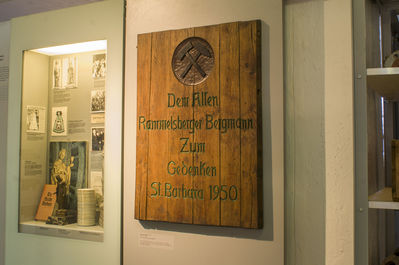 Dem Alten
Rammelsberger Bergmann
Zum
Gedenken
St. Barbara 1950